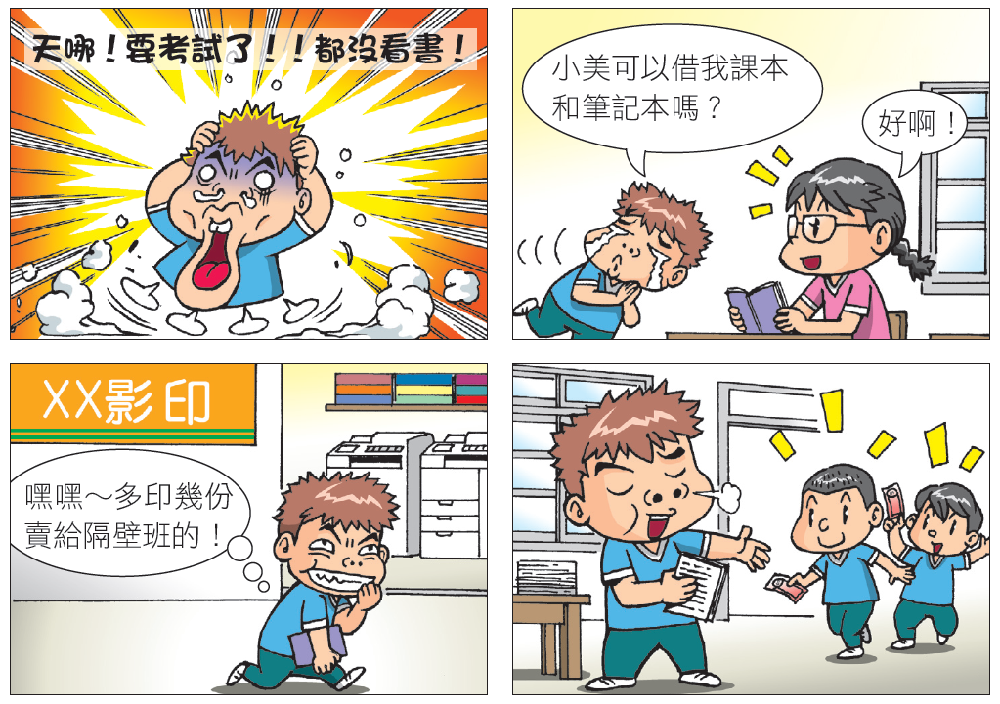 天哪！要考試了！！都沒看書！
小美可以借我課本
和筆記本嗎？
好啊！
XX影印
嘿嘿～多印幾份
賣給隔壁班的！